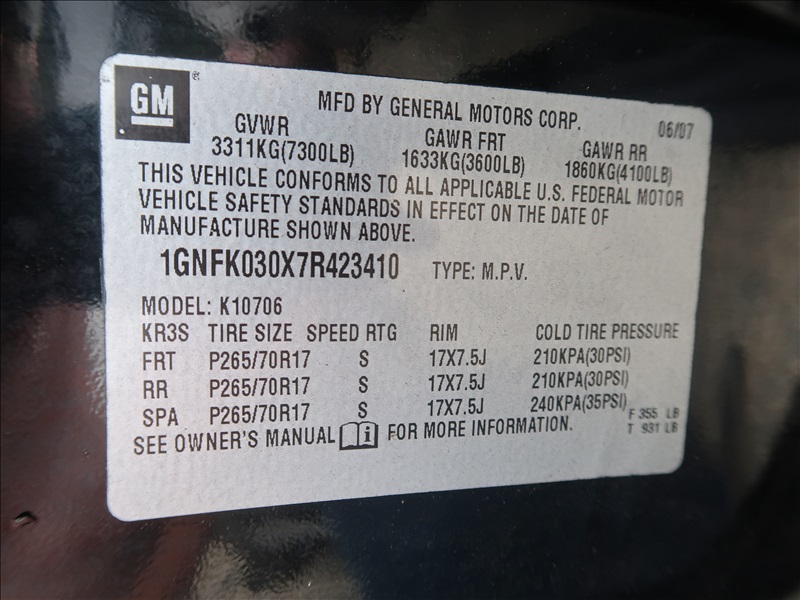 GM
MFD BY GENERAL MOTORS CORP. 06/07
GVWR GAWR FRT GAWR RR
3311KG(7300LB) 1633KG(3600LB) 1860KG(4100LB)
THIS VEHICLE CONFORMS TO ALL APPLICABLE U.S. FEDERAL MOTOR
VEHICLE SAFETY STANDARDS IN EFFECT ON THE DATE OF
MANUFACTURE SHOWN ABOVE.
1GNFK030X7R423410 TYPE: M.P.V.
MODEL: K10706
KR3S TIRE SIZE SPEED RTG RIM COLD TIRE PRESSURE
FRT P265/70R17 S 17X7.5J 210KPA(30PSI)
RR P265/70R17 S 17X7.5J 210KPA(30PSI)
SPA P265/70R17 S 17X7.5J 240KPA(35PSI)
F 355 LB
T 931 LB
SEE OWNER'S MANUAL FOR MORE INFORMATION.